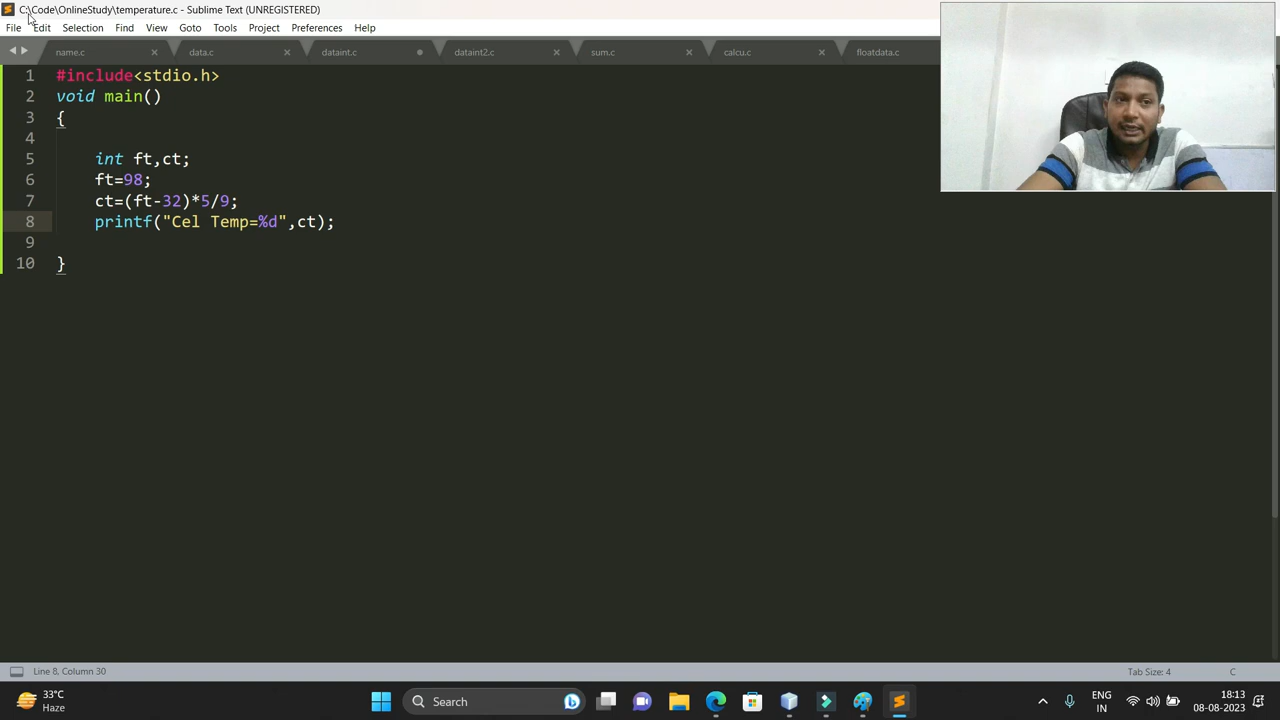 C:\Code\OnlineStudy\temperature.c - Sublime Text (UNREGISTERED)
File Edit Selection Find View Goto Tools Project Preferences Help
name.c data.c dataint.c dataint2.c sum.c calcu.c floatdata.c
1 #include<stdio.h>
2 void main()
3 {
4
5 int ft,ct;
6 ft=98;
7 ct=(ft-32)*5/9;
8 printf("Cel Temp=%d",ct);
9
10 }
Line 8, Column 30 Tab Size: 4 C
33°C
Haze
Search
ENG
IN
18:13
08-08-2023